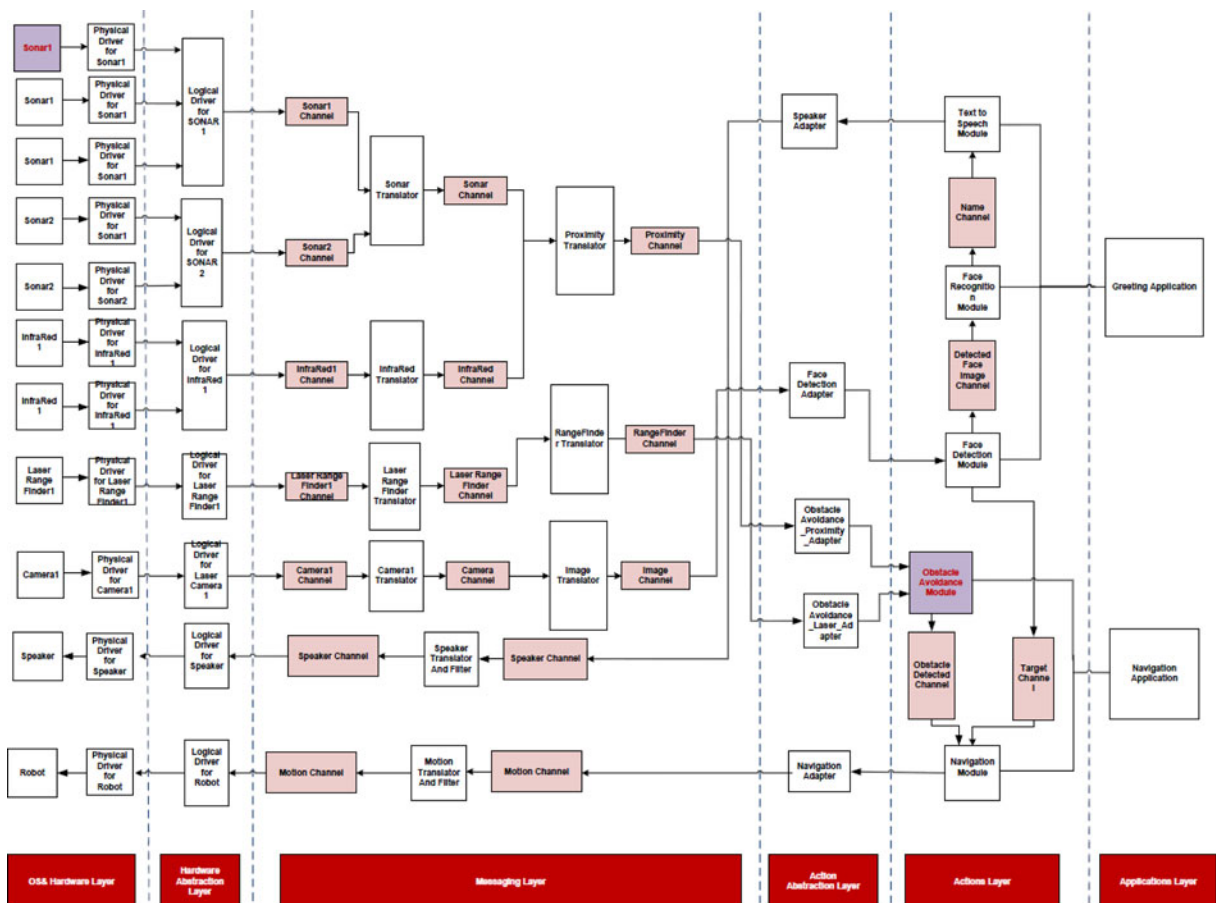 Sonar1
Physical
Driver
for
Sonar1
Sonar1
Physical
Driver
for
Sonar1
Sonar1
Physical
Driver
for
Sonar1
Logical
Driver
for
SONAR
1
Sonar2
Physical
Driver
for
Sonar1
Sonar2
Physical
Driver
for
Sonar2
Logical
Driver
for
SONAR
2
InfraRed
1
Physical
Driver
for
InfraRed
1
InfraRed
1
Physical
Driver
for
InfraRed
1
Logical
Driver
for
InfraRed
1
Laser
Range
Finder1
Physical
Driver
for Laser
Range
Finder1
Logical
Driver
for Laser
Range
Finder1
Camera1
Physical
Driver
for
Camera1
Logical
Driver
for
Laser
Camera
1
Speaker
Physical
Driver
for
Speaker
Logical
Driver
for
Speaker
Robot
Physical
Driver
for
Robot
Logical
Driver
for
Robot
Sonar1
Channel
Sonar2
Channel
Sonar
Translator
Sonar
Channel
Proximity
Translator
Proximity
Channel
InfraRed1
Channel
InfraRed
Translator
InfraRed
Channel
Laser Range
Finder1
Channel
Laser
Range
Finder
Translator
Laser Range
Finder
Channel
RangeFinde
r Translator
RangeFinder
Channel
Camera1
Channel
Camera1
Translator
Camera
Channel
Image
Translator
Image
Channel
Speaker Channel
Speaker
Translator
And Filter
Speaker Channel
Motion Channel
Motion
Translator
And Filter
Motion Channel
Speaker
Adapter
Face
Detection
Adapter
Obstacle
Avoidance
_Proximity
_Adapter
Obstacle
Avoidance
_Laser_Ad
apter
Navigation
Adapter
Text to
Speech
Module
Name
Channel
Face
Recognitio
n Module
Detected
Face
Image
Channel
Face
Detection
Module
Obstacle
Avoidance
Module
Obstacle
Detected
Channel
Target
Channe
l
Navigation
Module
Greeting Application
Navigation
Application
OS& Hardware Layer
Hardware
Abstraction
Layer
Messaging Layer
Action
Abstraction Layer
Actions Layer
Applications Layer